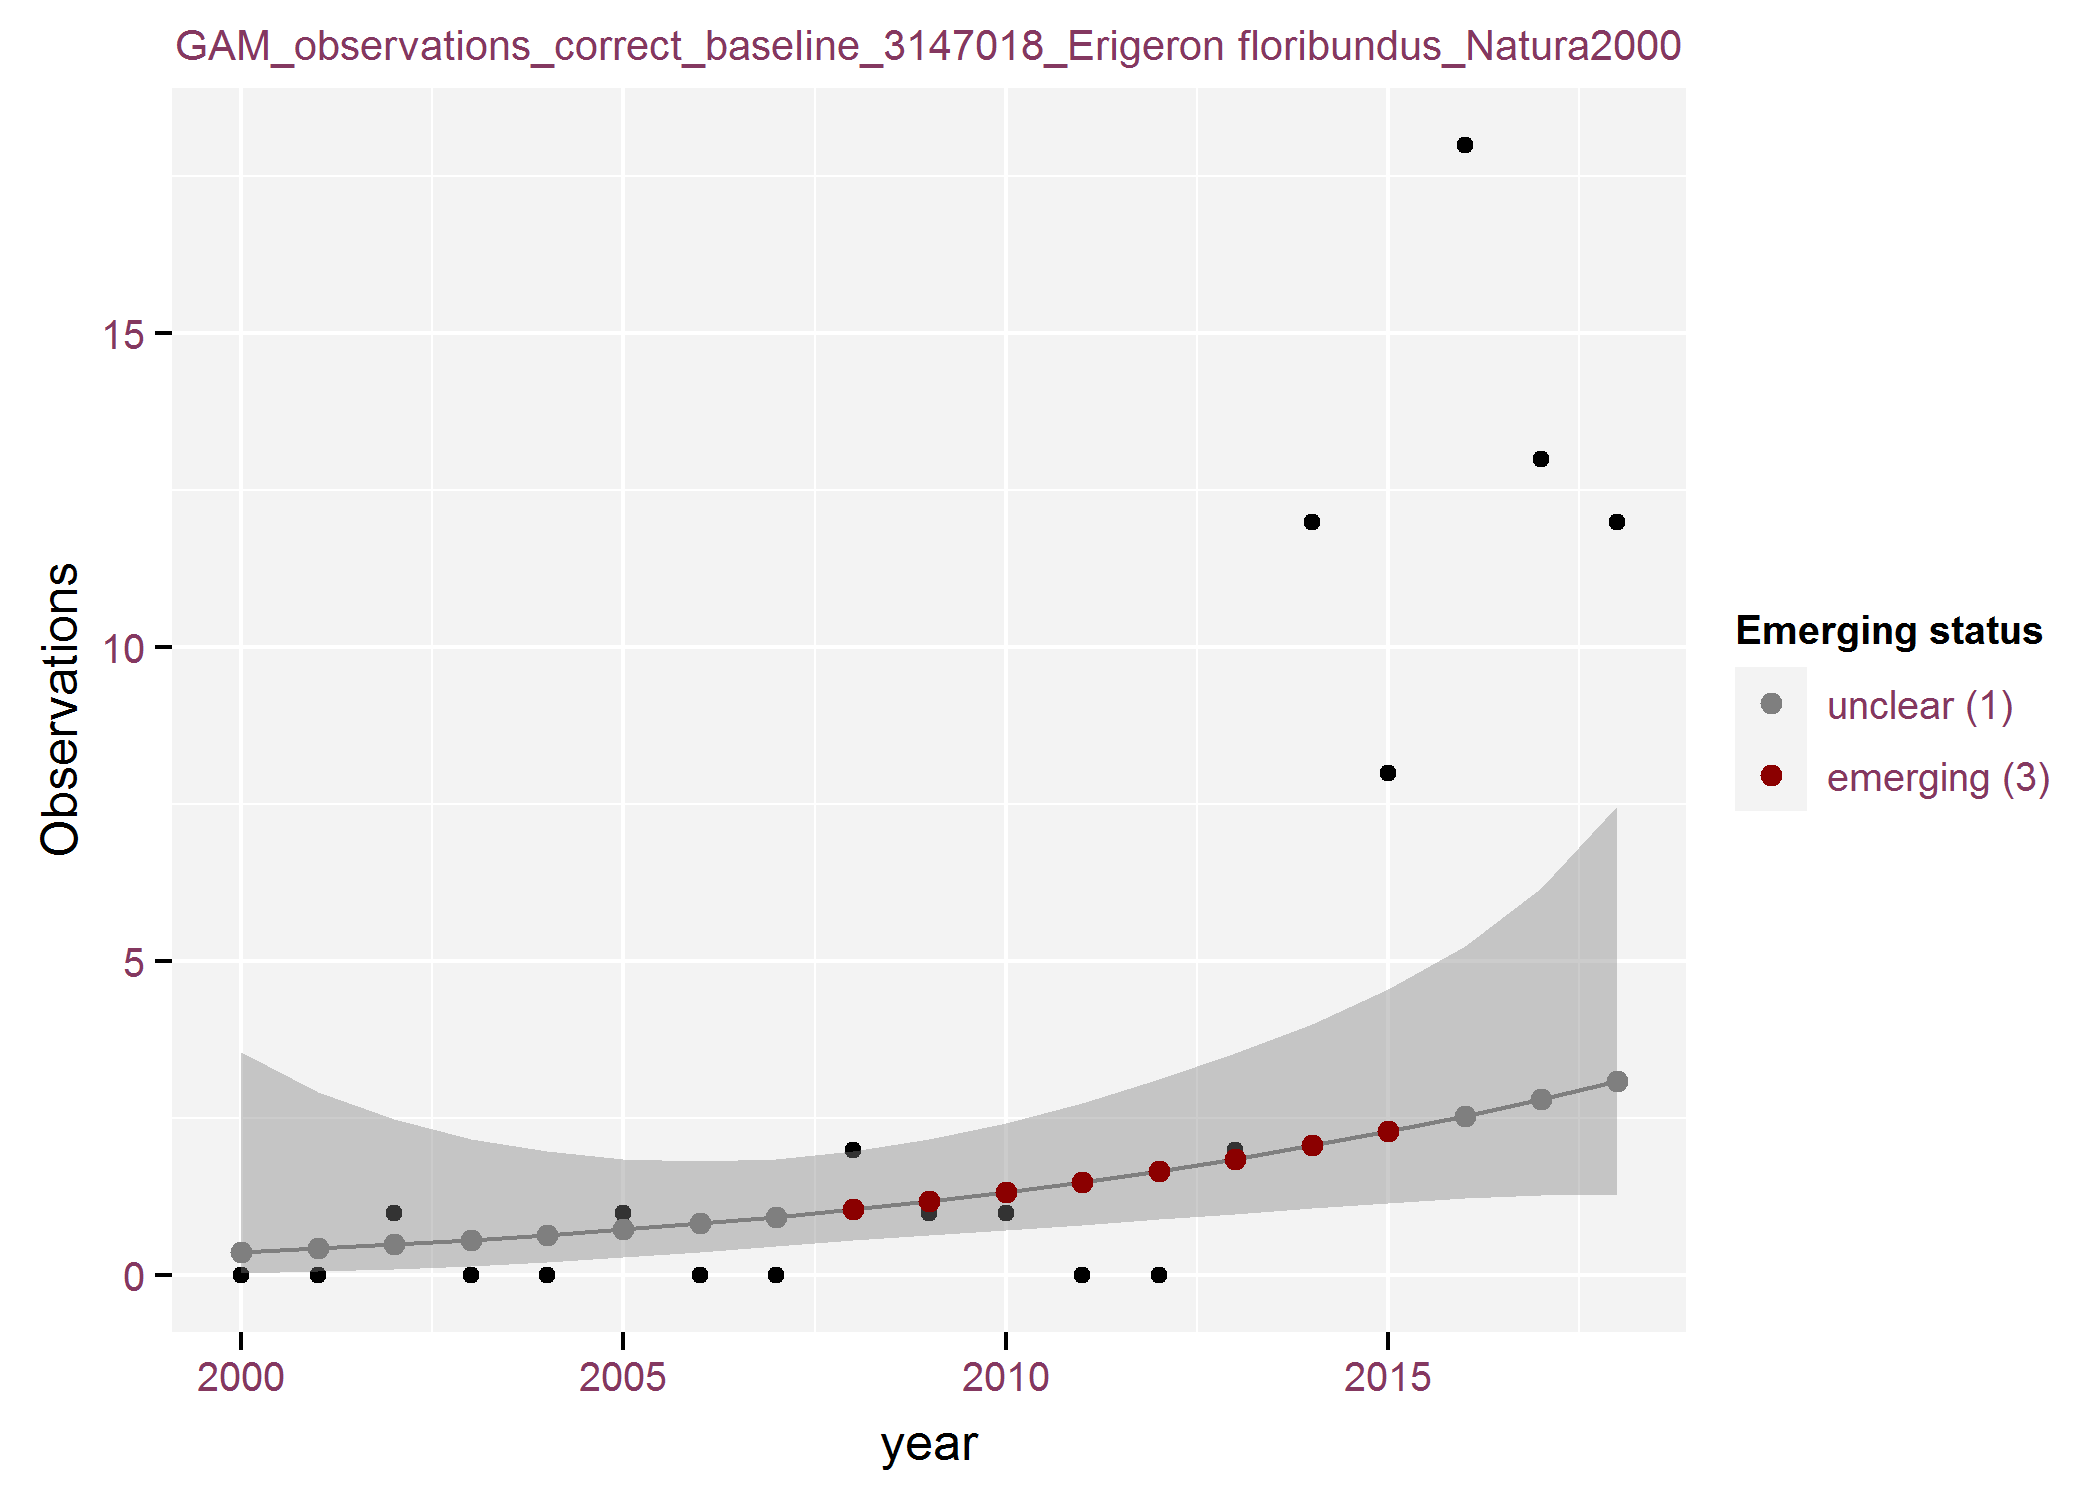 GAM_observations_correct_baseline_3147018_Erigeron floribundus_Natura2000
Observations
15
10
5
0
2000
2005
2010
2015
year
Emerging status
unclear (1)
emerging (3)